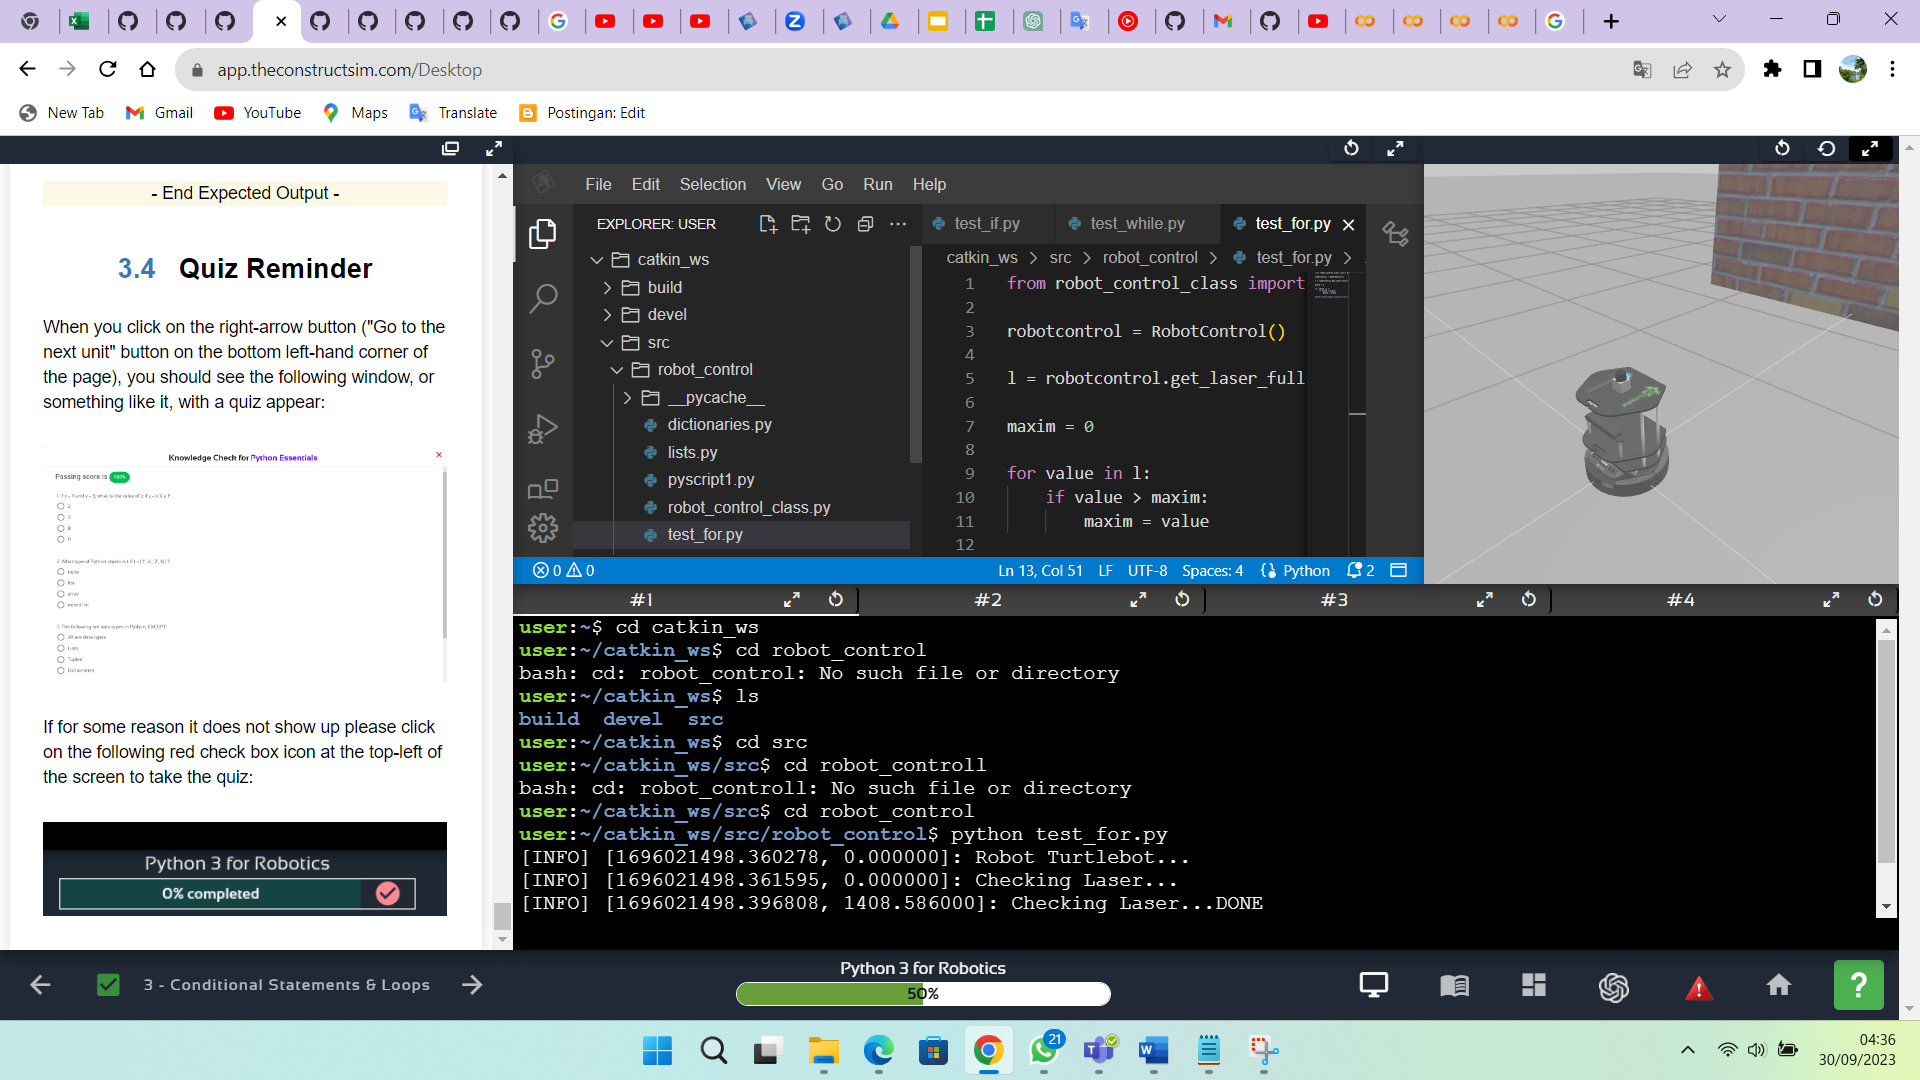 app.theconstructsim.com/Desktop
New Tab
Gmail
YouTube
Maps
Translate
Postingan: Edit
- End Expected Output -
3.4 Quiz Reminder
When you click on the right-arrow button ("Go to the
next unit" button on the bottom left-hand corner of
the page), you should see the following window, or
something like it, with a quiz appear:
Knowledge Check for Python Essentials
Passing score is 100%
If for some reason it does not show up please click
on the following red check box icon at the top-left of
the screen to take the quiz:
Python 3 for Robotics
0% completed
File Edit Selection View Go Run Help
EXPLORER: USER
catkin_ws
build
devel
src
robot_control
__pycache__
dictionaries.py
lists.py
pyscript1.py
robot_control_class.py
test_for.py
test_if.py
test_while.py
test_for.py
catkin_ws > src > robot_control > test_for.py >
1 from robot_control_class import
2
3 robotcontrol = RobotControl()
4
5 l = robotcontrol.get_laser_full
6
7 maxim = 0
8
9 for value in l:
10 if value > maxim:
11 maxim = value
12
0 0
Ln 13, Col 51 LF UTF-8 Spaces: 4 Python 2
#1 #2 #3 #4
user:~$ cd catkin_ws
user:~/catkin_ws$ cd robot_control
bash: cd: robot_control: No such file or directory
user:~/catkin_ws$ ls
build devel src
user:~/catkin_ws$ cd src
user:~/catkin_ws/src$ cd robot_controll
bash: cd: robot_controll: No such file or directory
user:~/catkin_ws/src$ cd robot_control
user:~/catkin_ws/src/robot_control$ python test_for.py
[INFO] [1696021498.360278, 0.000000]: Robot Turtlebot...
[INFO] [1696021498.361595, 0.000000]: Checking Laser...
[INFO] [1696021498.396808, 1408.586000]: Checking Laser...DONE
3 - Conditional Statements & Loops
Python 3 for Robotics
50%
?
21
04:36
30/09/2023